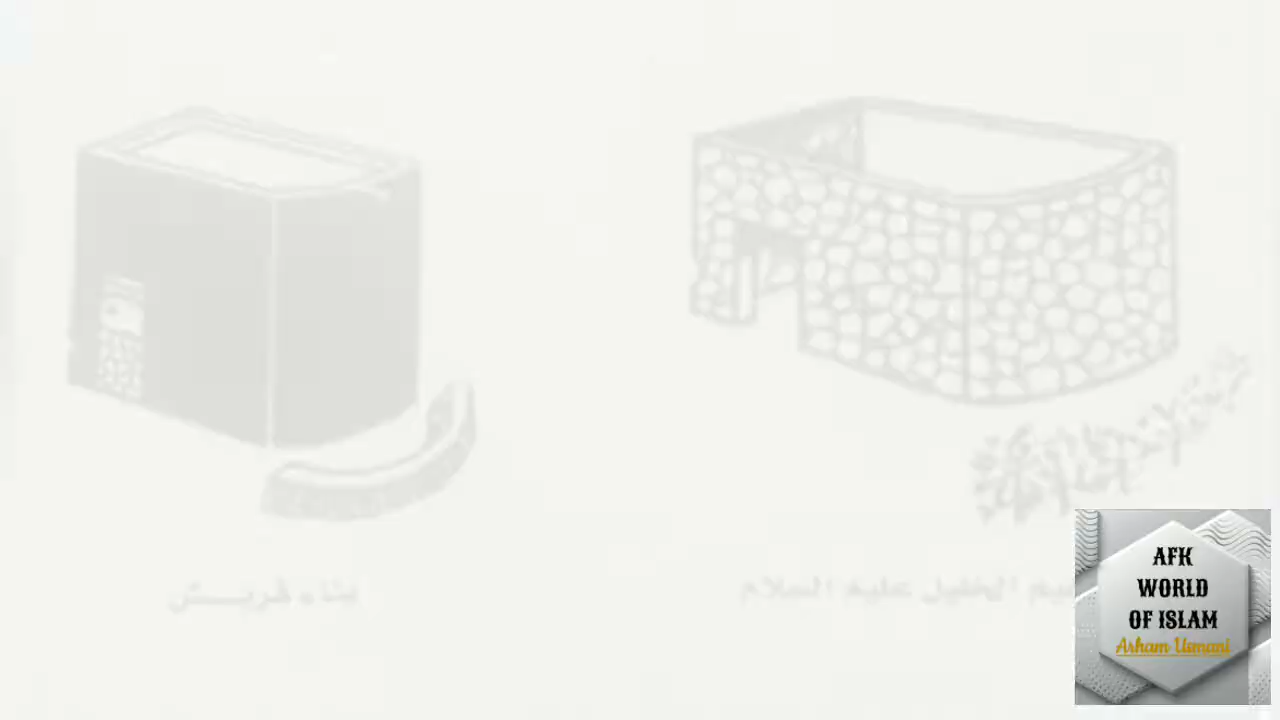 بناء قريش
الخليل عليه السلام
AFK
WORLD
OF ISLAM
Arham Usmani